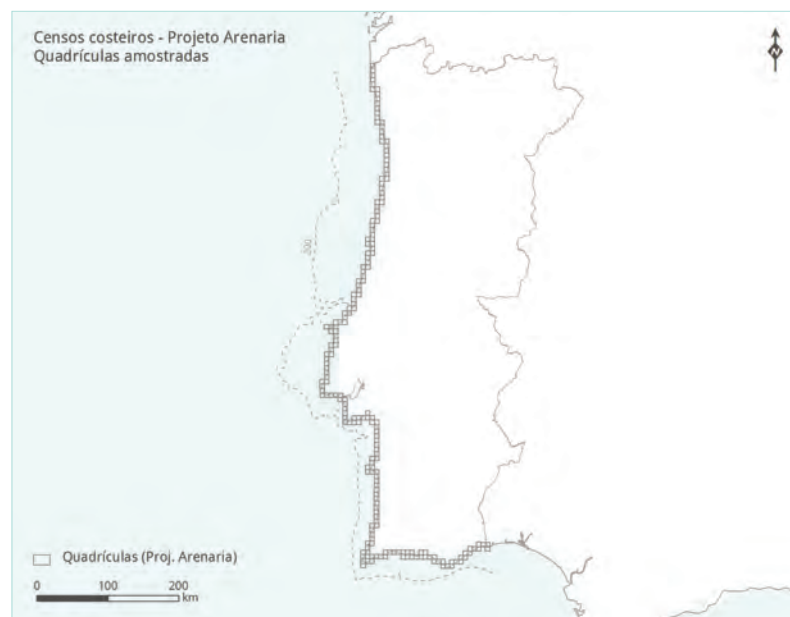 Censos costeiros - Projeto Arenaria
Quadrículas amostradas
N
200
Quadrículas (Proj. Arenaria)
0 100 200
km